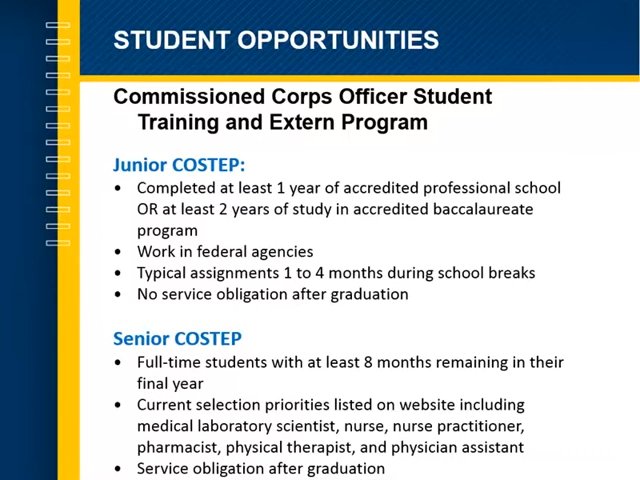 STUDENT OPPORTUNITIES
Commissioned Corps Officer Student
Training and Extern Program
Junior COSTEP:
• Completed at least 1 year of accredited professional school
OR at least 2 years of study in accredited baccalaureate
program
• Work in federal agencies
• Typical assignments 1 to 4 months during school breaks
• No service obligation after graduation
Senior COSTEP
• Full-time students with at least 8 months remaining in their
final year
• Current selection priorities listed on website including
medical laboratory scientist, nurse, nurse practitioner,
pharmacist, physical therapist, and physician assistant
• Service obligation after graduation